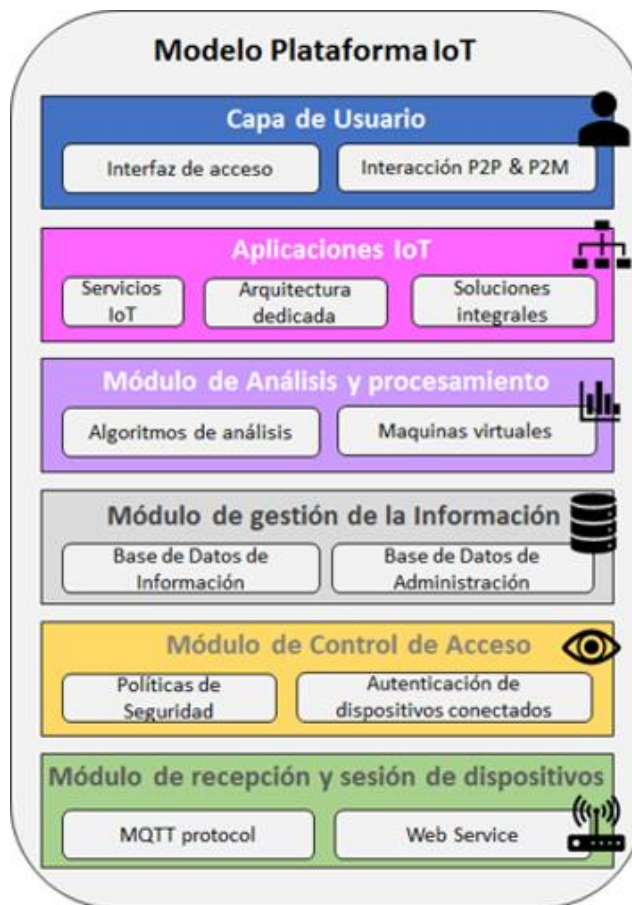 Modelo Plataforma IoT
Capa de Usuario
Interfaz de acceso
Interacción P2P & P2M
Aplicaciones IoT
Servicios
IoT
Arquitectura
dedicada
Soluciones
integrales
Módulo de Análisis y procesamiento
Algoritmos de análisis
Maquinas virtuales
Módulo de gestión de la Información
Base de Datos de
Información
Base de Datos de
Administración
Módulo de Control de Acceso
Políticas de
Seguridad
Autenticación de
dispositivos conectados
Módulo de recepción y sesión de dispositivos
MQTT protocol
Web Service